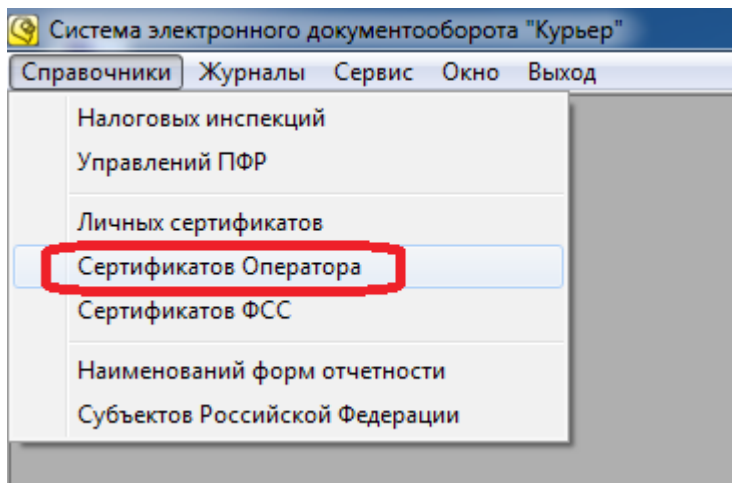 Система электронного документооборота "Курьер"
Справочники Журналы Сервис Окно Выход
Налоговых инспекций
Управлений ПФР
Личных сертификатов
Сертификатов Оператора
Сертификатов ФСС
Наименований форм отчетности
Субъектов Российской Федерации